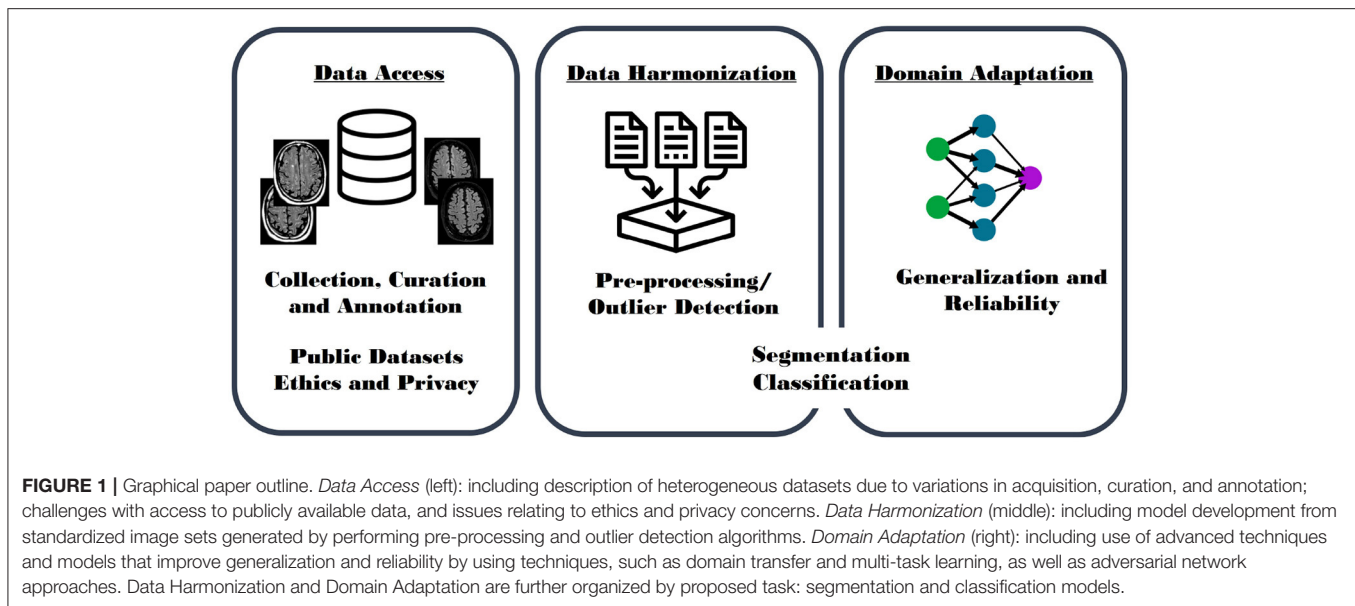 Data Access
Collection, Curation
and Annotation
Public Datasets
Ethics and Privacy
Data Harmonization
Pre-processing/
Outlier Detection
Domain Adaptation
Generalization and
Reliability
Segmentation
Classification
FIGURE 1 | Graphical paper outline. Data Access (left): including description of heterogeneous datasets due to variations in acquisition, curation, and annotation;
challenges with access to publicly available data, and issues relating to ethics and privacy concerns. Data Harmonization (middle): including model development from
standardized image sets generated by performing pre-processing and outlier detection algorithms. Domain Adaptation (right): including use of advanced techniques
and models that improve generalization and reliability by using techniques, such as domain transfer and multi-task learning, as well as adversarial network
approaches. Data Harmonization and Domain Adaptation are further organized by proposed task: segmentation and classification models.